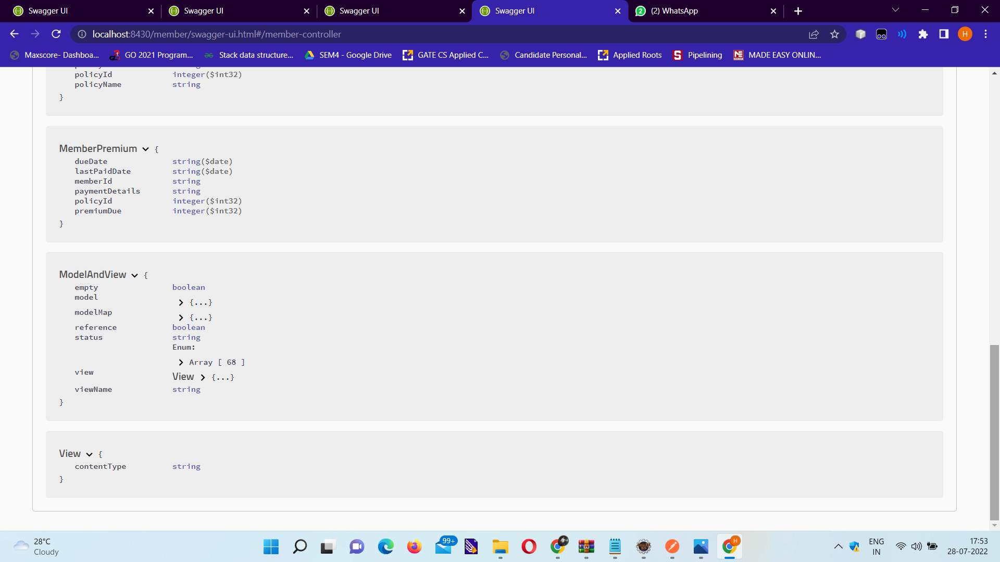 Swagger UI
Swagger UI
Swagger UI
Swagger UI
2 (2) WhatsApp
localhost:8430/member/swagger-ui.html#/member-controller
H
Maxscore- Dashboa...
GO 2021 Program...
Stack data structure...
SEM4 - Google Drive
GATE CS Applied C...
Candidate Personal...
Applied Roots
Pipelining
MADE EASY ONLIN...
policyId integer($int32)
policyName string
}
MemberPremium {
dueDate string($date)
lastPaidDate string($date)
memberId string
paymentDetails string
policyId integer($int32)
premiumDue integer($int32)
}
ModelAndView {
empty boolean
model {...}
modelMap {...}
reference boolean
status string
Enum:
Array [ 68 ]
view View {...}
viewName string
}
View {
contentType string
}
28°C
Cloudy
99+
H
ENG
IN
17:53
28-07-2022